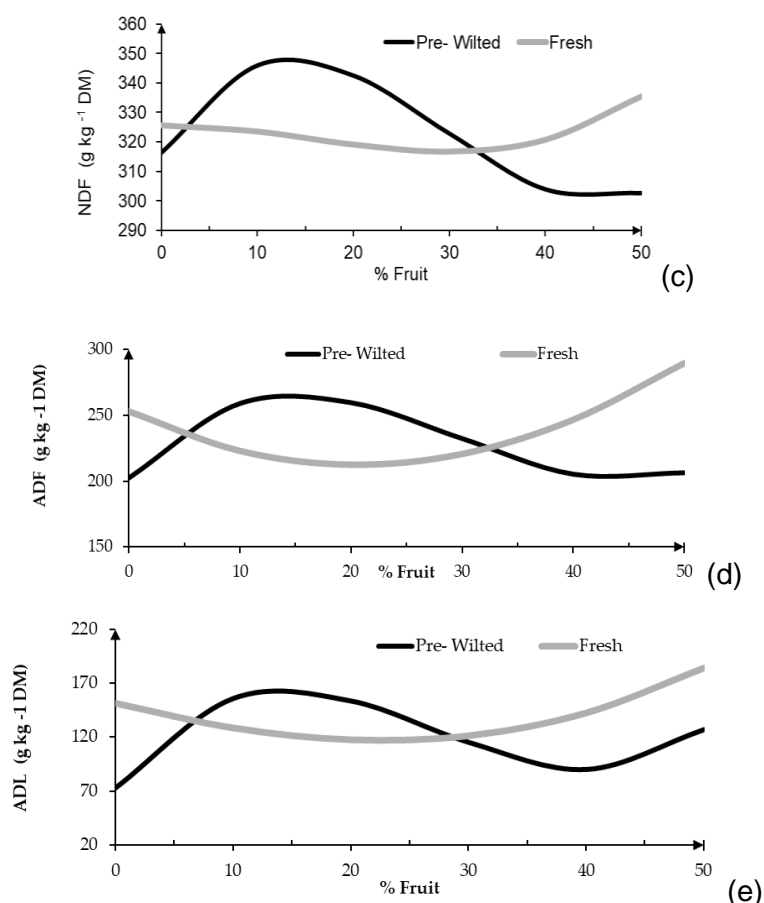 360
350
340
330
320
310
300
290
NDF (g kg ⁻¹ DM)
Pre- Wilted
Fresh
0 10 20 30 40 50
% Fruit
(c)
300
250
200
150
ADF (g kg -1 DM)
Pre- Wilted
Fresh
0 10 20 30 40 50
% Fruit
(d)
220
170
120
70
20
ADL (g kg -1 DM)
Pre- Wilted
Fresh
0 10 20 30 40 50
% Fruit
(e)